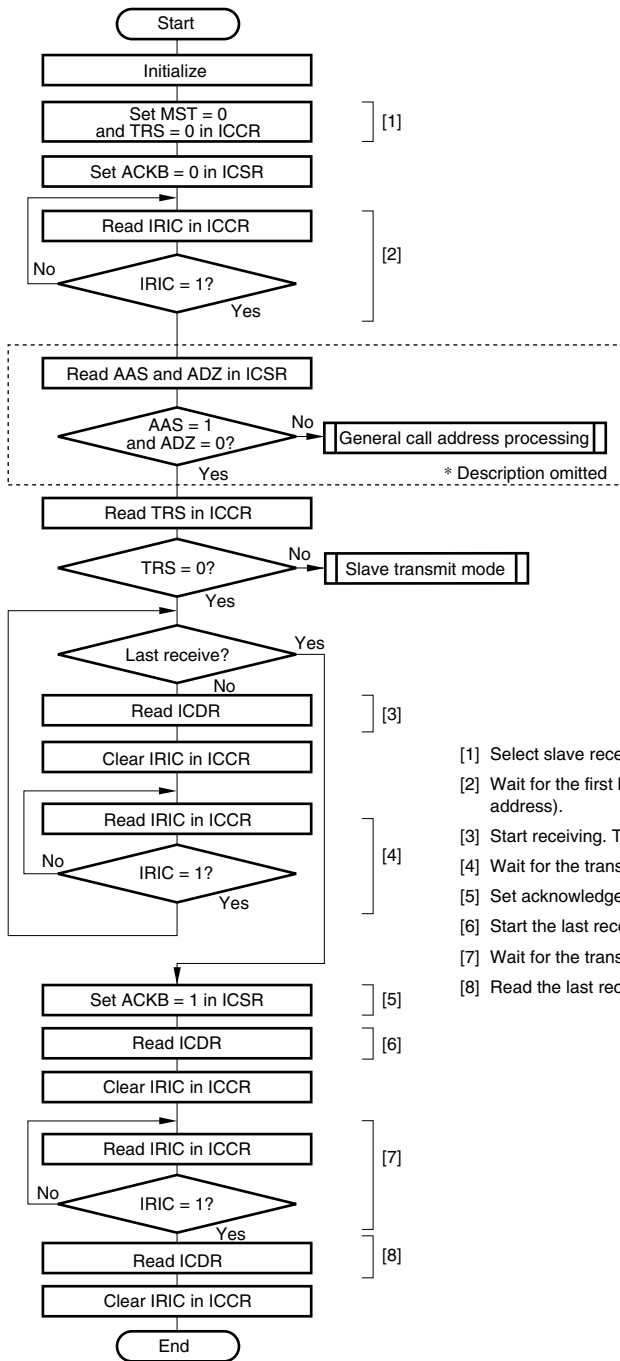 Start
Initialize
Set MST = 0
and TRS = 0 in ICCR
[1]
Set ACKB = 0 in ICSR
Read IRIC in ICCR
[2]
No
IRIC = 1?
Yes
Read AAS and ADZ in ICSR
AAS = 1
and ADZ = 0?
No
General call address processing
Yes
* Description omitted
Read TRS in ICCR
TRS = 0?
No
Slave transmit mode
Yes
Last receive?
Yes
No
Read ICDR
[3]
Clear IRIC in ICCR
Read IRIC in ICCR
[4]
No
IRIC = 1?
Yes
[1] Select slave rece
[2] Wait for the first
address).
[3] Start receiving. T
[4] Wait for the trans
[5] Set acknowledge
[6] Start the last rece
[7] Wait for the trans
[8] Read the last rec
Set ACKB = 1 in ICSR
[5]
Read ICDR
[6]
Clear IRIC in ICCR
Read IRIC in ICCR
[7]
No
IRIC = 1?
Yes
Read ICDR
[8]
Clear IRIC in ICCR
End